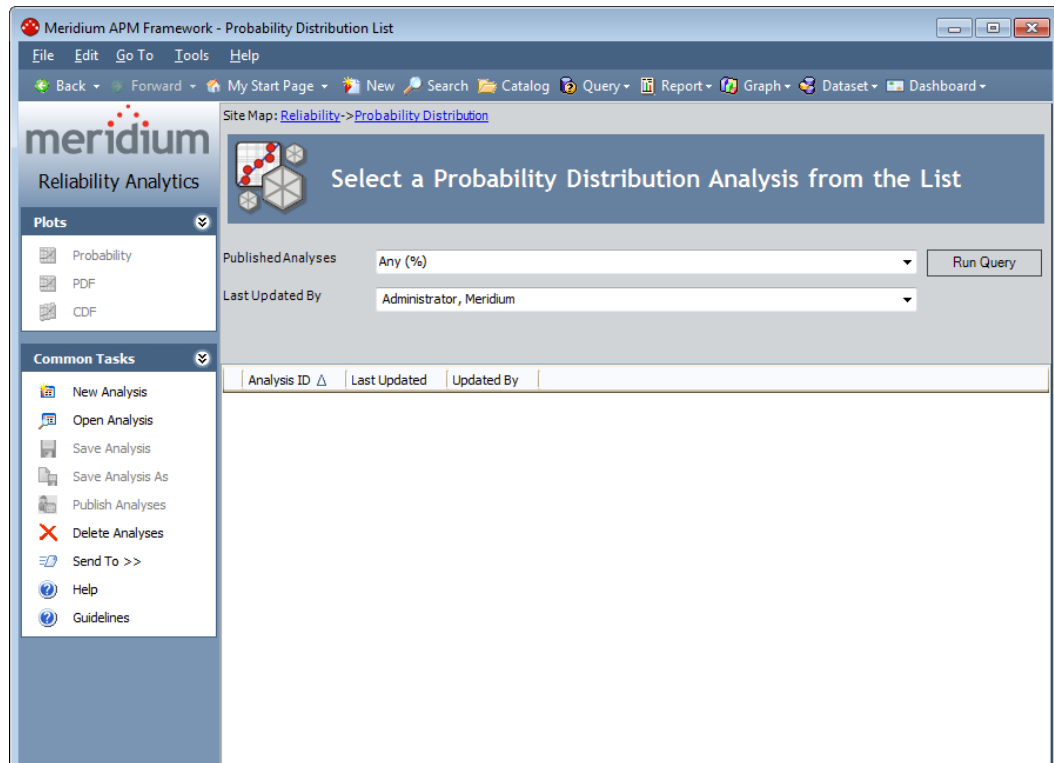 Meridium APM Framework - Probability Distribution List
File Edit Go To Tools Help
Back Forward My Start Page New Search Catalog Query Report Graph Dataset Dashboard
meridium
Reliability Analytics
Site Map: Reliability->Probability Distribution
Select a Probability Distribution Analysis from the List
Plots
Probability
PDF
CDF
Published Analyses Any (%) Run Query
Last Updated By Administrator, Meridium
Common Tasks
New Analysis
Open Analysis
Save Analysis
Save Analysis As
Publish Analyses
Delete Analyses
Send To >>
Help
Guidelines
Analysis ID Last Updated Updated By